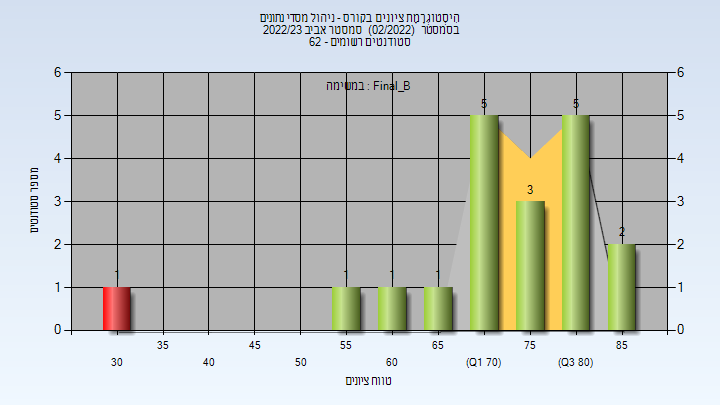 היסטוגרמת ציונים בקורס - ניהול מסדי נתונים
בסמסטר (02/2022) סמסטר אביב 2022/23
סטודנטים רשומים - 62
במשימה : Final_B
מספר סטודנטים
6 6
5 5
4 4
3 3
2 2
1 1
0 0
1 1 1 1 5 3 5 2
35 45 55 65 75 85
30 40 50 60 (Q1 70) (Q3 80)
טווח ציונים